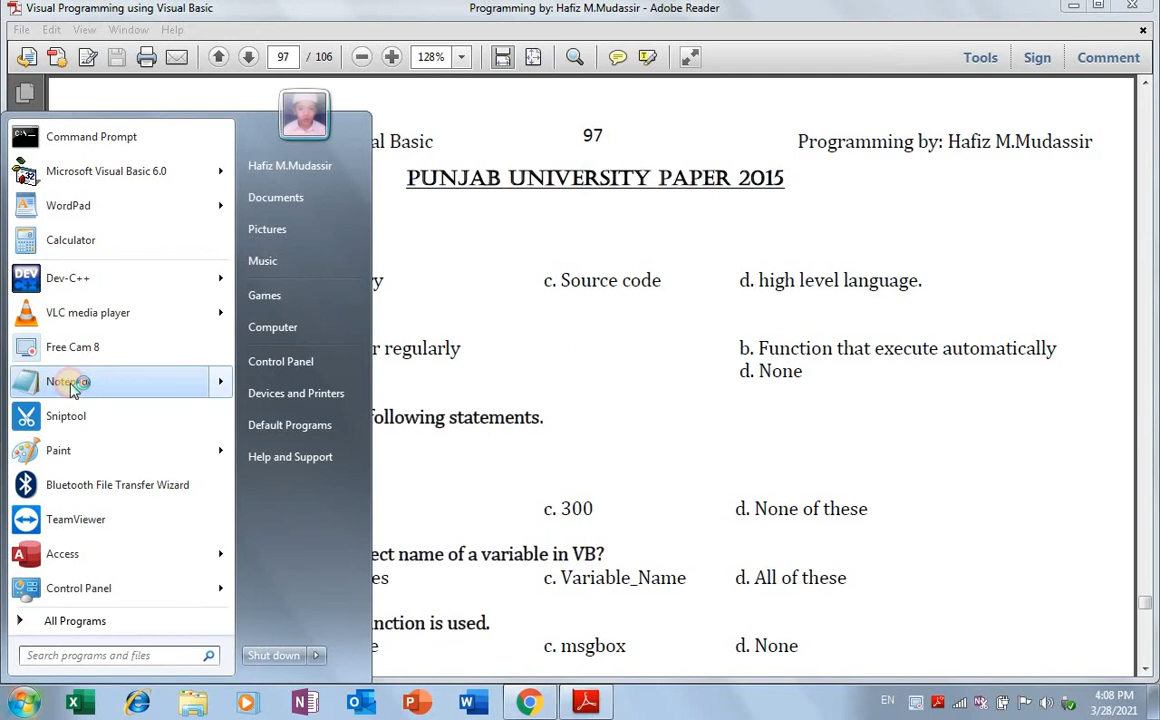 Visual Programming using Visual Basic Programming by: Hafiz M.Mudassir - Adobe Reader
File Edit View Window Help
97 / 106 128% Tools Sign Comment
al Basic 97 Programming by: Hafiz M.Mudassir
PUNJAB UNIVERSITY PAPER 2015
ry c. Source code d. high level language.
r regularly b. Function that execute automatically
d. None
following statements.
c. 300 d. None of these
ect name of a variable in VB?
es c. Variable_Name d. All of these
nction is used.
e c. msgbox d. None
Command Prompt
Microsoft Visual Basic 6.0
WordPad
Calculator
Dev-C++
VLC media player
Free Cam 8
Notepad
Sniptool
Paint
Bluetooth File Transfer Wizard
TeamViewer
Access
Control Panel
All Programs
Search programs and files
Hafiz M.Mudassir
Documents
Pictures
Music
Games
Computer
Control Panel
Devices and Printers
Default Programs
Help and Support
Shut down
EN 4:08 PM
3/28/2021